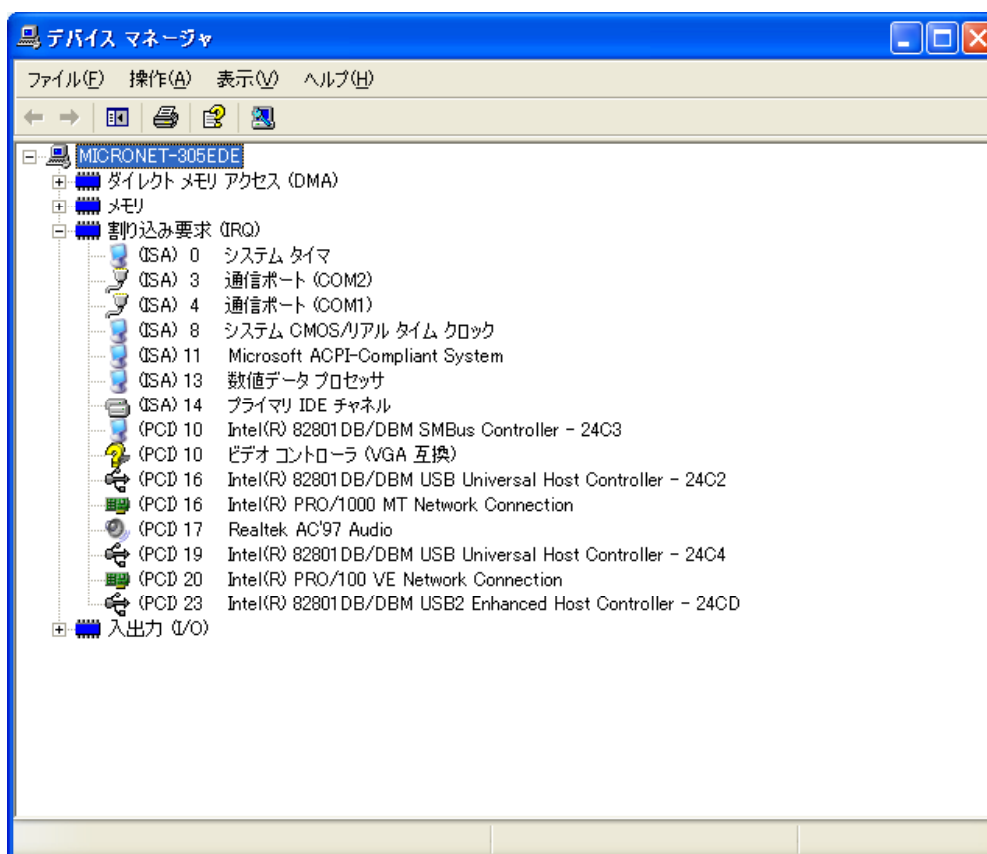 デバイス マネージャ
ファイル(F) 操作(A) 表示(V) ヘルプ(H)
MICRONET-305EDE
ダイレクト メモリ アクセス (DMA)
メモリ
割り込み要求 (IRQ)
(ISA) 0 システム タイマ
(ISA) 3 通信ポート (COM2)
(ISA) 4 通信ポート (COM1)
(ISA) 8 システム CMOS/リアル タイム クロック
(ISA) 11 Microsoft ACPI-Compliant System
(ISA) 13 数値データ プロセッサ
(ISA) 14 プライマリ IDE チャネル
(PCI) 10 Intel(R) 82801DB/DBM SMBus Controller - 24C3
(PCI) 10 ビデオ コントローラ (VGA 互換)
(PCI) 16 Intel(R) 82801DB/DBM USB Universal Host Controller - 24C2
(PCI) 16 Intel(R) PRO/1000 MT Network Connection
(PCI) 17 Realtek AC'97 Audio
(PCI) 19 Intel(R) 82801DB/DBM USB Universal Host Controller - 24C4
(PCI) 20 Intel(R) PRO/100 VE Network Connection
(PCI) 23 Intel(R) 82801DB/DBM USB2 Enhanced Host Controller - 24CD
入出力 (I/O)